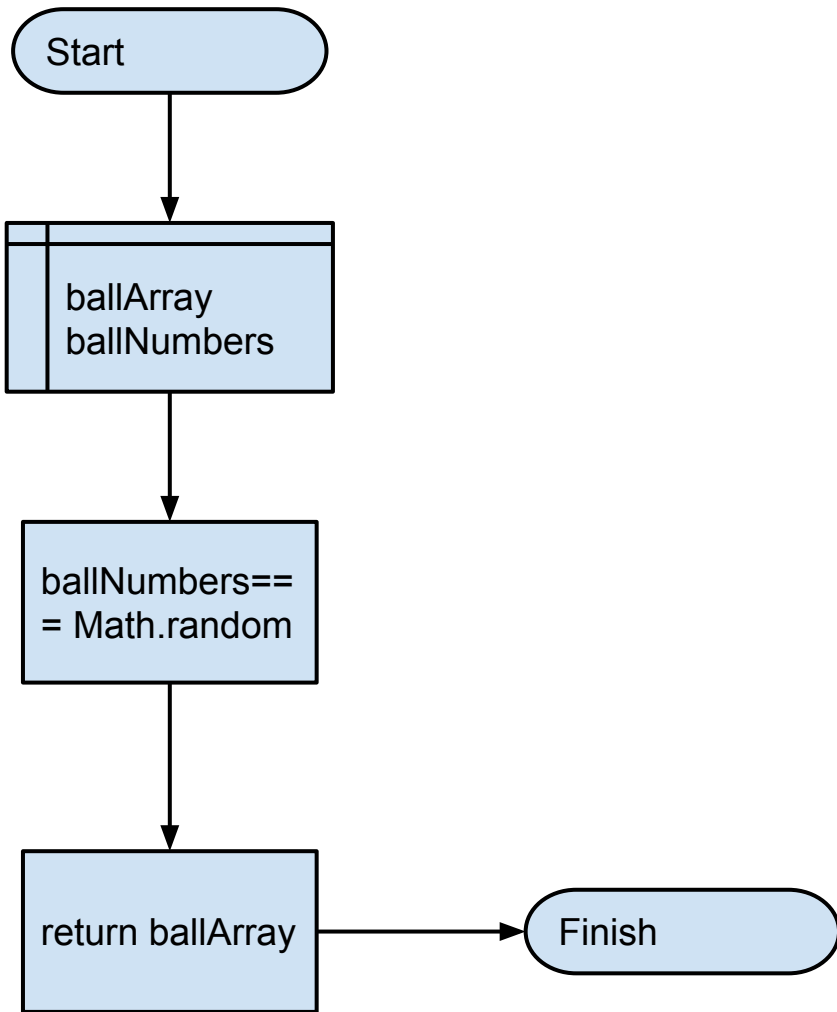 Start
ballArray
ballNumbers
ballNumbers==
= Math.random
return ballArray
Finish